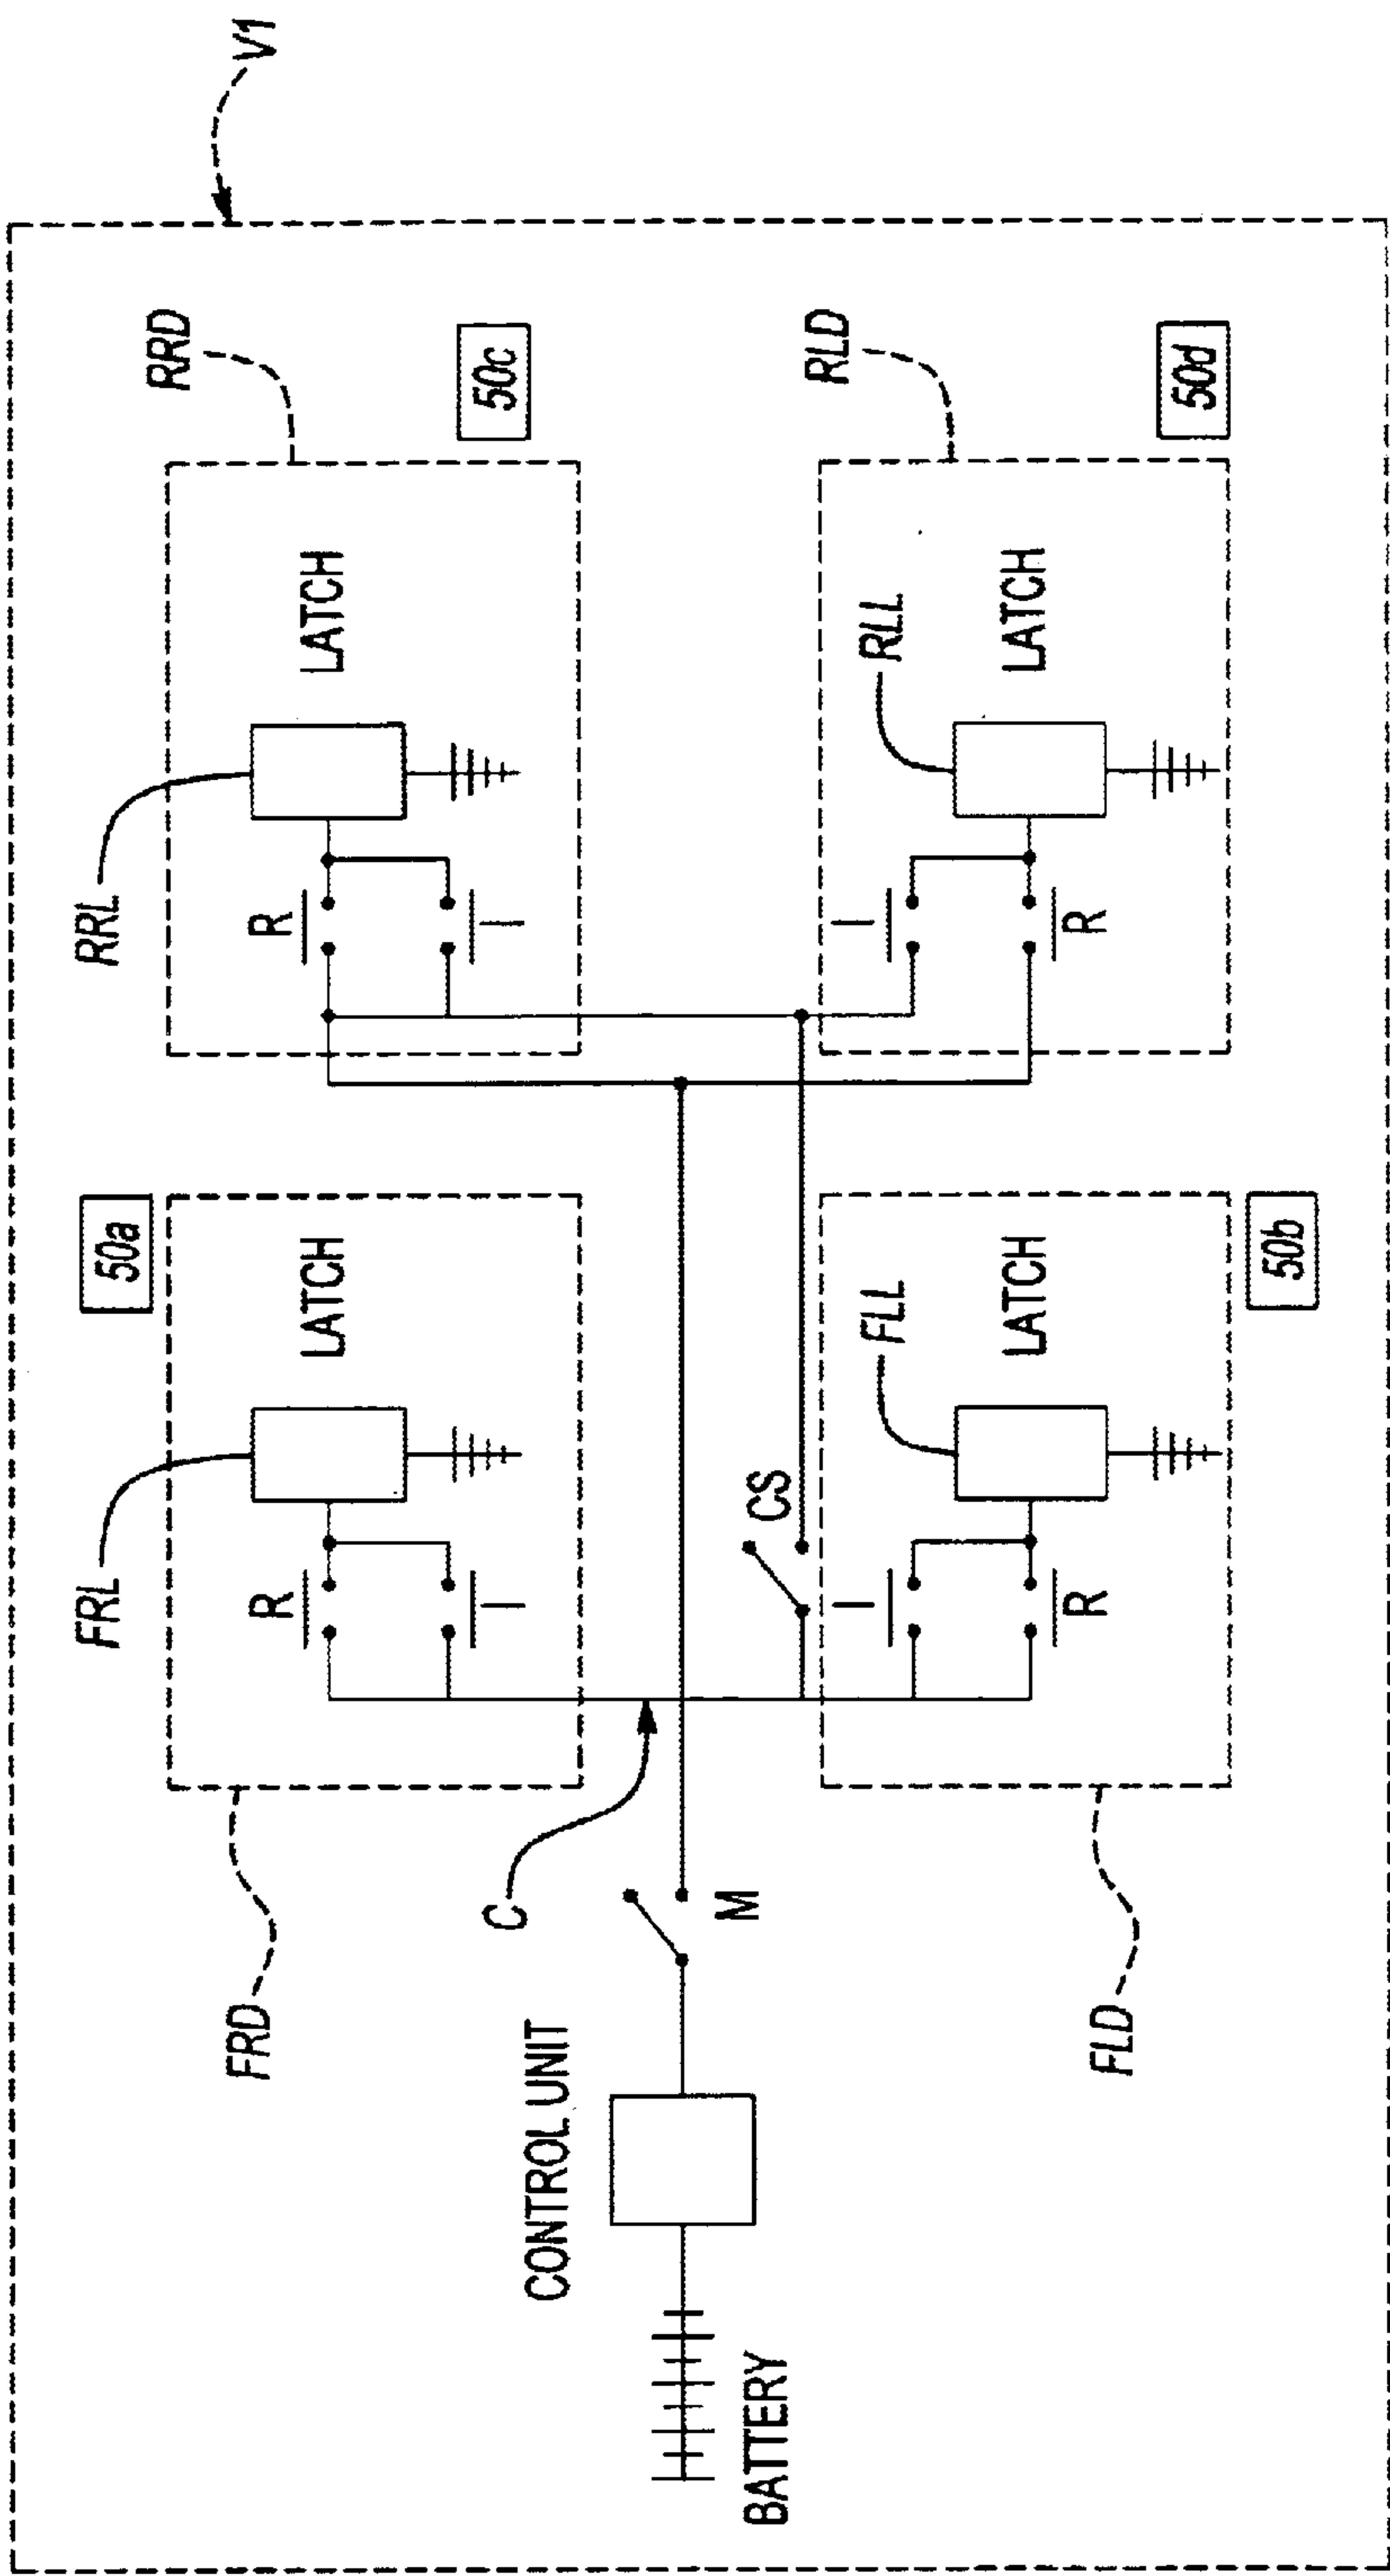 V1
RRD
50c
RLD
50d
LATCH
RRL
R
I
LATCH
RLL
I
R
50a
LATCH
FRL
R
I
CS
LATCH
FLL
I
R
50b
FRD
C
M
FLD
CONTROL UNIT
BATTERY